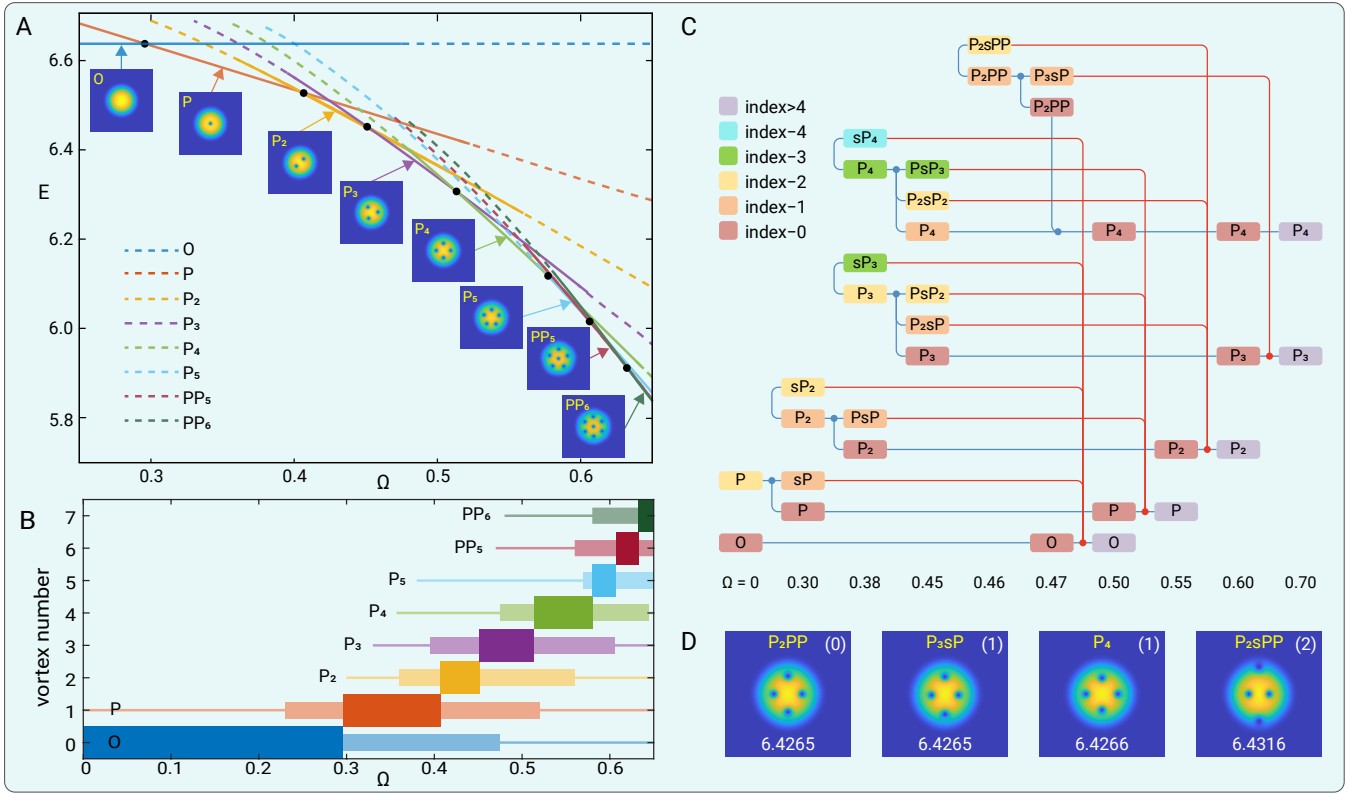 A
6.6
6.4
E
6.2
6.0
5.8
O
P
P₂
P₃
P₄
P₅
PP₅
PP₆
O
P
P₂
P₃
P₄
P₅
PP₅
PP₆
0.3
0.4
Ω
0.5
0.6
B
vortex number
7
6
5
4
3
2
1
0
PP₆
PP₅
P₅
P₄
P₃
P₂
P
O
0
0.1
0.2
0.3
Ω
0.4
0.5
0.6
C
index>4
index-4
index-3
index-2
index-1
index-0
P₂sPP
P₂PP P₃sP
P₂PP
sP₄
P₄ PsP₃
P₂sP₂
P₄ P₄ P₄ P₄
sP₃
P₃ PsP₂
P₂sP
P₃ P₃ P₃
sP₂
P₂ PsP
P₂ P₂ P₂
P sP
P P P
O O O
Ω = 0 0.30 0.38 0.45 0.46 0.47 0.50 0.55 0.60 0.70
D
P₂PP (0)
6.4265
P₃sP (1)
6.4265
P₄ (1)
6.4266
P₂sPP (2)
6.4316